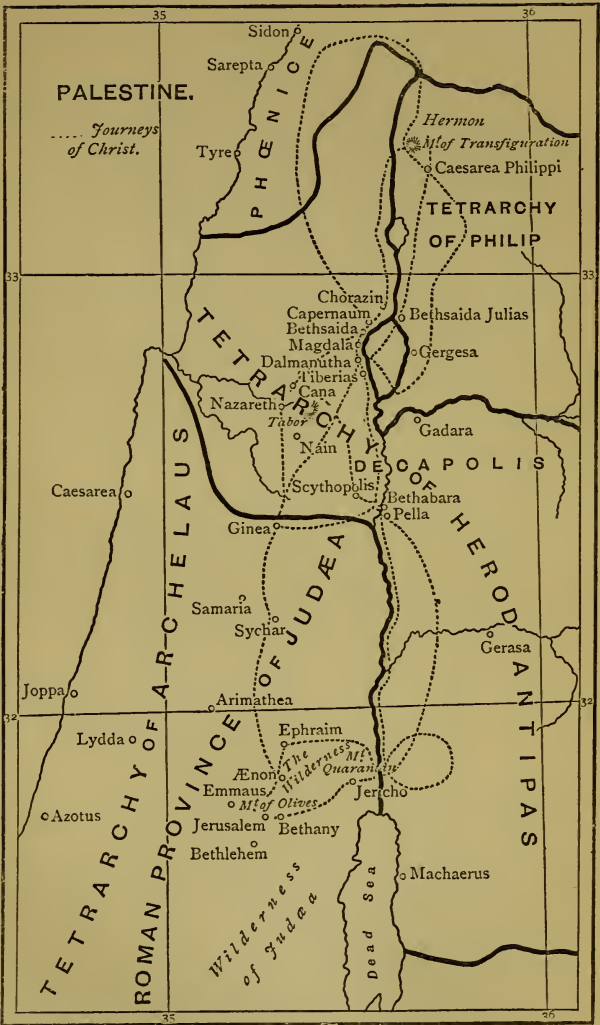 35
36
Sidon
Sarepta
PHŒNICE
PALESTINE.
..... Journeys
of Christ.
Tyre
Hermon
Mt. of Transfiguration
Caesarea Philippi
TETRARCHY
OF PHILIP
33
33
Chorazin
Capernaum
Bethsaida
Magdala
Dalmanutha
Tiberias
Cana
Bethsaida Julias
Gergesa
Nazareth
Tabor
Nain
Gadara
TETRARCHY OF HEROD ANTIPAS
DECAPOLIS
Scythopolis
Bethabara
Pella
Caesarea
Ginea
Samaria
Sychar
Gerasa
Joppa
Arimathea
32
32
Lydda
Ephraim
The
Wilderness
Mt.
Quarantan
Ænon
Emmaus
Mt. of Olives
Jericho
Azotus
Jerusalem
Bethany
Bethlehem
TETRARCHY OF ARCHELAUS
ROMAN PROVINCE OF JUDÆA
Wilderness
of Judæa
Dead Sea
Machaerus
35
36